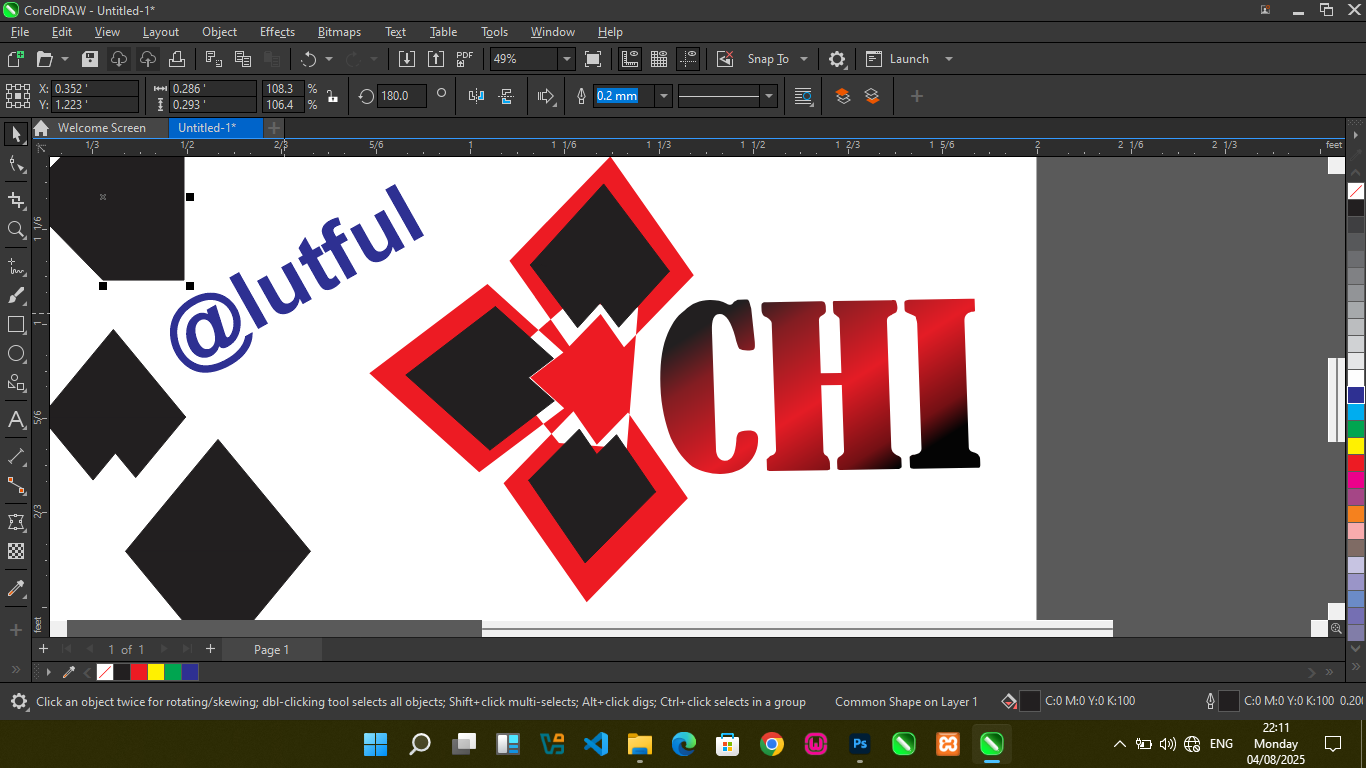 CorelDRAW - Untitled-1*
File Edit View Layout Object Effects Bitmaps Text Table Tools Window Help
PDF 49% Snap To Launch
X: 0.352 ' 0.286 ' 108.3 % 180.0 0.2 mm
Y: 1.223 ' 0.293 ' 106.4 %
Welcome Screen Untitled-1*
1/3 1/2 2/3 5/6 1 1 1/6 1 1/3 1 1/2 1 2/3 1 5/6 2 2 1/6 2 1/3 feet
1 1/6
1
5/6
2/3
feet
@lutful
CHI
1 of 1 Page 1
Click an object twice for rotating/skewing; dbl-clicking tool selects all objects; Shift+click multi-selects; Alt+click digs; Ctrl+click selects in a group Common Shape on Layer 1 C:0 M:0 Y:0 K:100 C:0 M:0 Y:0 K:100 0.200
Ps ENG
22:11
Monday
04/08/2025